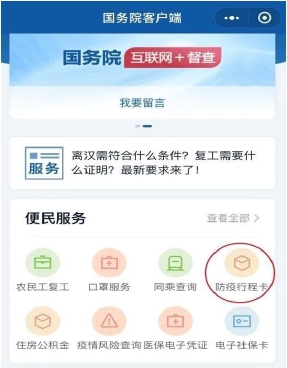 国务院客户端
国务院 互联网+督查
我要留言
服务
离汉需符合什么条件？复工需要什
么证明？最新要求来了！
便民服务 查看全部
农民工复工 口罩服务 同乘查询 防疫行程卡
住房公积金 疫情风险查询 医保电子凭证 电子社保卡